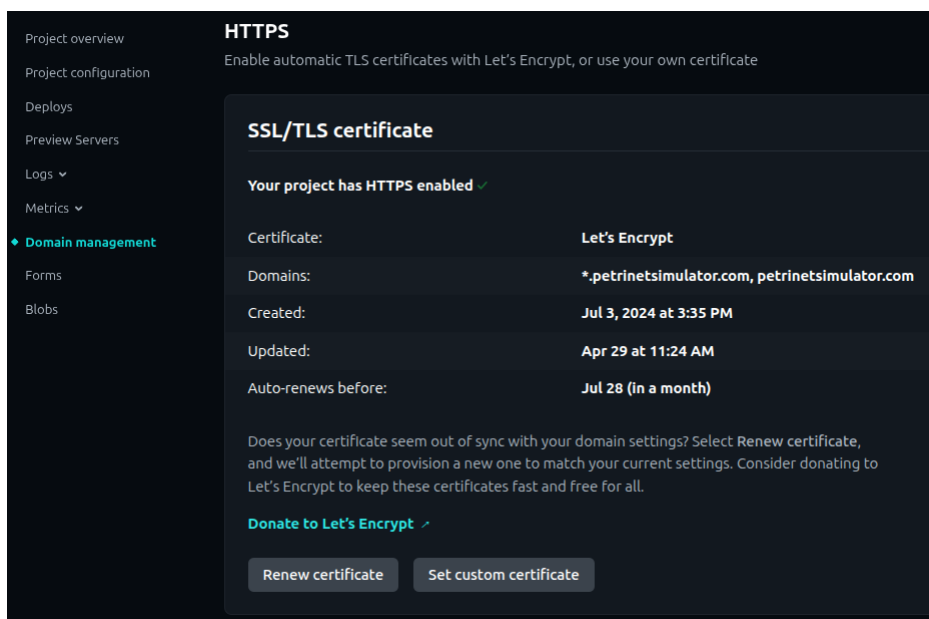 Project overview
Project configuration
Deploys
Preview Servers
Logs
Metrics
Domain management
Forms
Blobs
HTTPS
Enable automatic TLS certificates with Let's Encrypt, or use your own certificate
SSL/TLS certificate
Your project has HTTPS enabled ✓
Certificate: Let's Encrypt
Domains: *.petrinetsimulator.com, petrinetsimulator.com
Created: Jul 3, 2024 at 3:35 PM
Updated: Apr 29 at 11:24 AM
Auto-renews before: Jul 28 (in a month)
Does your certificate seem out of sync with your domain settings? Select Renew certificate,
and we'll attempt to provision a new one to match your current settings. Consider donating to
Let's Encrypt to keep these certificates fast and free for all.
Donate to Let's Encrypt ↗
Renew certificate Set custom certificate